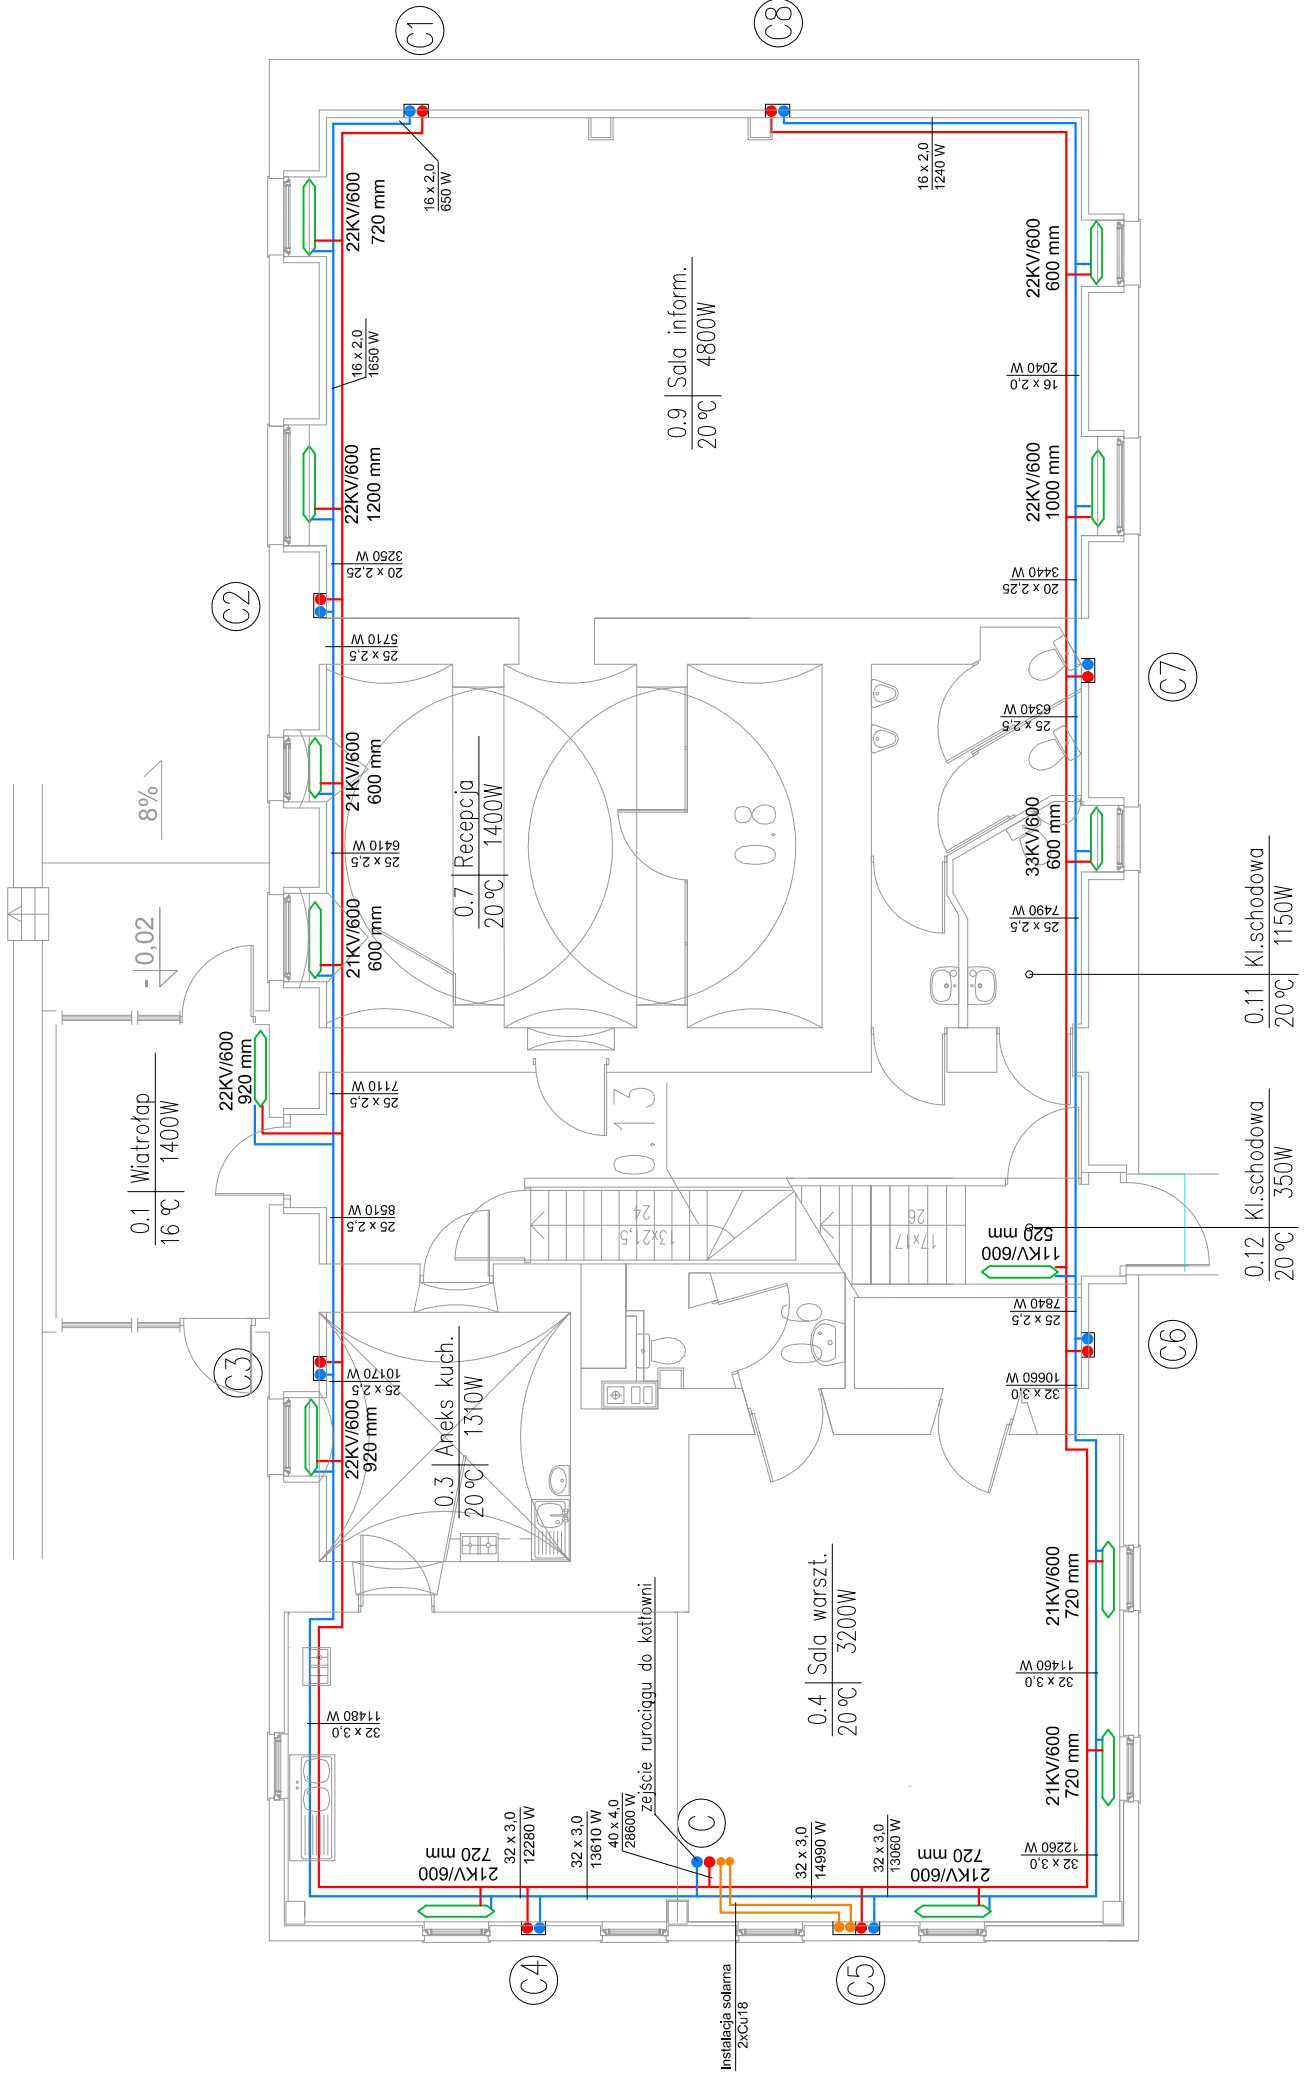 C1
C8
16 x 2,0
650 W
16 x 2,0
1240 W
22KV/600
720 mm
22KV/600
600 mm
16 x 2,0
1650 W
0.9 Sala inform.
20 ºC 4800W
16 x 2,0
2040 W
22KV/600
1200 mm
22KV/600
1000 mm
20 x 2,25
3250 W
20 x 2,25
3440 W
C2
25 x 2,5
5710 W
C7
25 x 2,5
6340 W
8%
21KV/600
600 mm
0.7 Recepcja
20 ºC 1400W
0.8
33KV/600
600 mm
25 x 2,5
6410 W
25 x 2,5
7490 W
- 0,02
21KV/600
600 mm
0.11 Kl.schodowa
20 ºC 1150W
22KV/600
920 mm
25 x 2,5
7110 W
0.13
0.1 Wiatrołap
16 ºC 1400W
25 x 2,5
8510 W
24
13x21,5
26
17x17
11KV/600
520 mm
0.12 Kl.schodowa
20 ºC 350W
25 x 2,5
7840 W
C3
25 x 2,5
10170 W
C6
32 x 3,0
10660 W
22KV/600
920 mm
0.3 Aneks kuch.
20 ºC 1310W
21KV/600
720 mm
0.4 Sala warszt.
20 ºC 3200W
zejście rurociągu do kotłowni
32 x 3,0
11460 W
32 x 3,0
11480 W
21KV/600
720 mm
C
40 x 4,0
28600 W
32 x 3,0
12280 W
32 x 3,0
13610 W
32 x 3,0
14990 W
32 x 3,0
13060 W
32 x 3,0
12260 W
21KV/600
720 mm
21KV/600
720 mm
C4
C5
Instalacja solarna
2xCu18